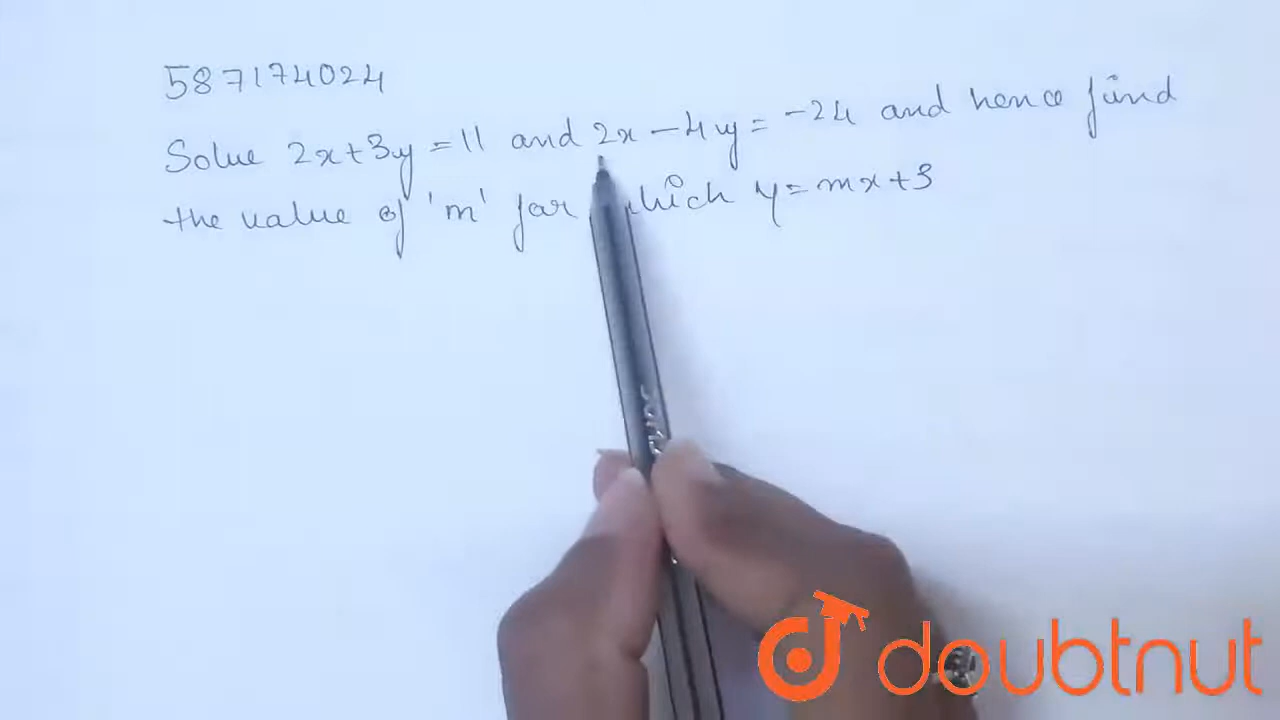 587174024
Solve 2x+3y=11 and 2x-4y=-24 and hence find
the value of 'm' for which y=mx+3
doubtnut